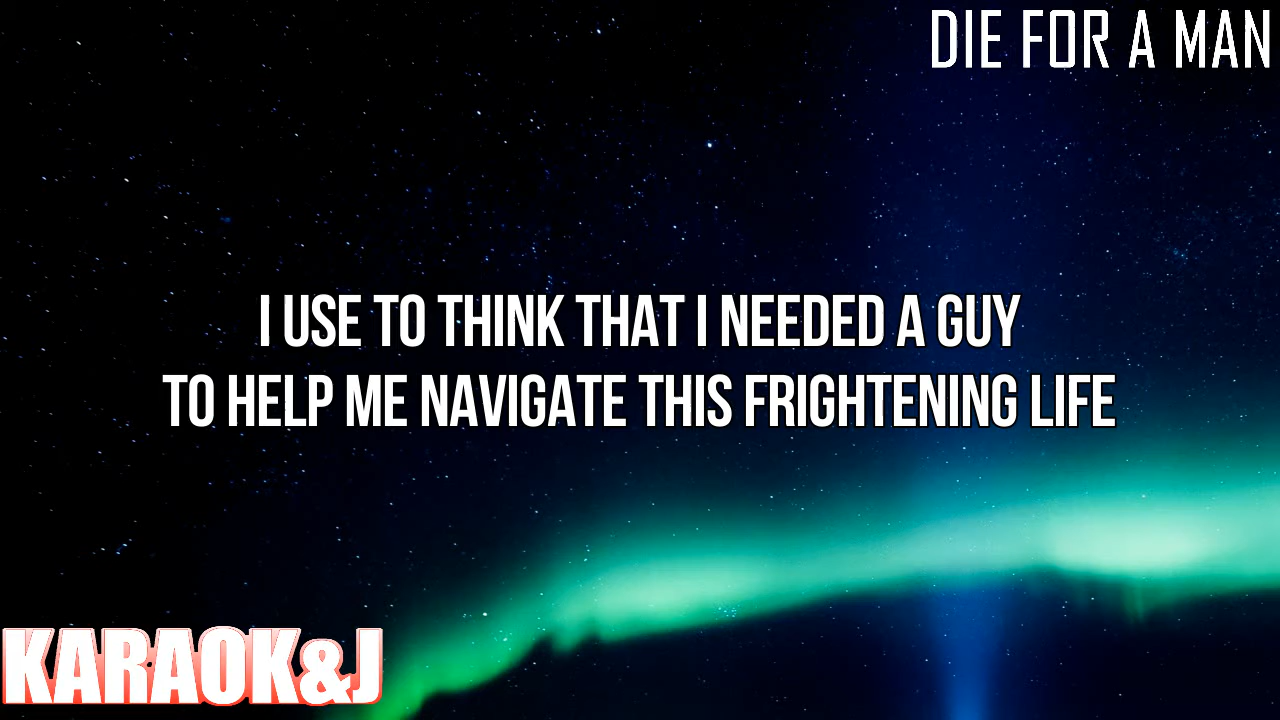 DIE FOR A MAN
I USE TO THINK THAT I NEEDED A GUY
TO HELP ME NAVIGATE THIS FRIGHTENING LIFE
KARAOK&J